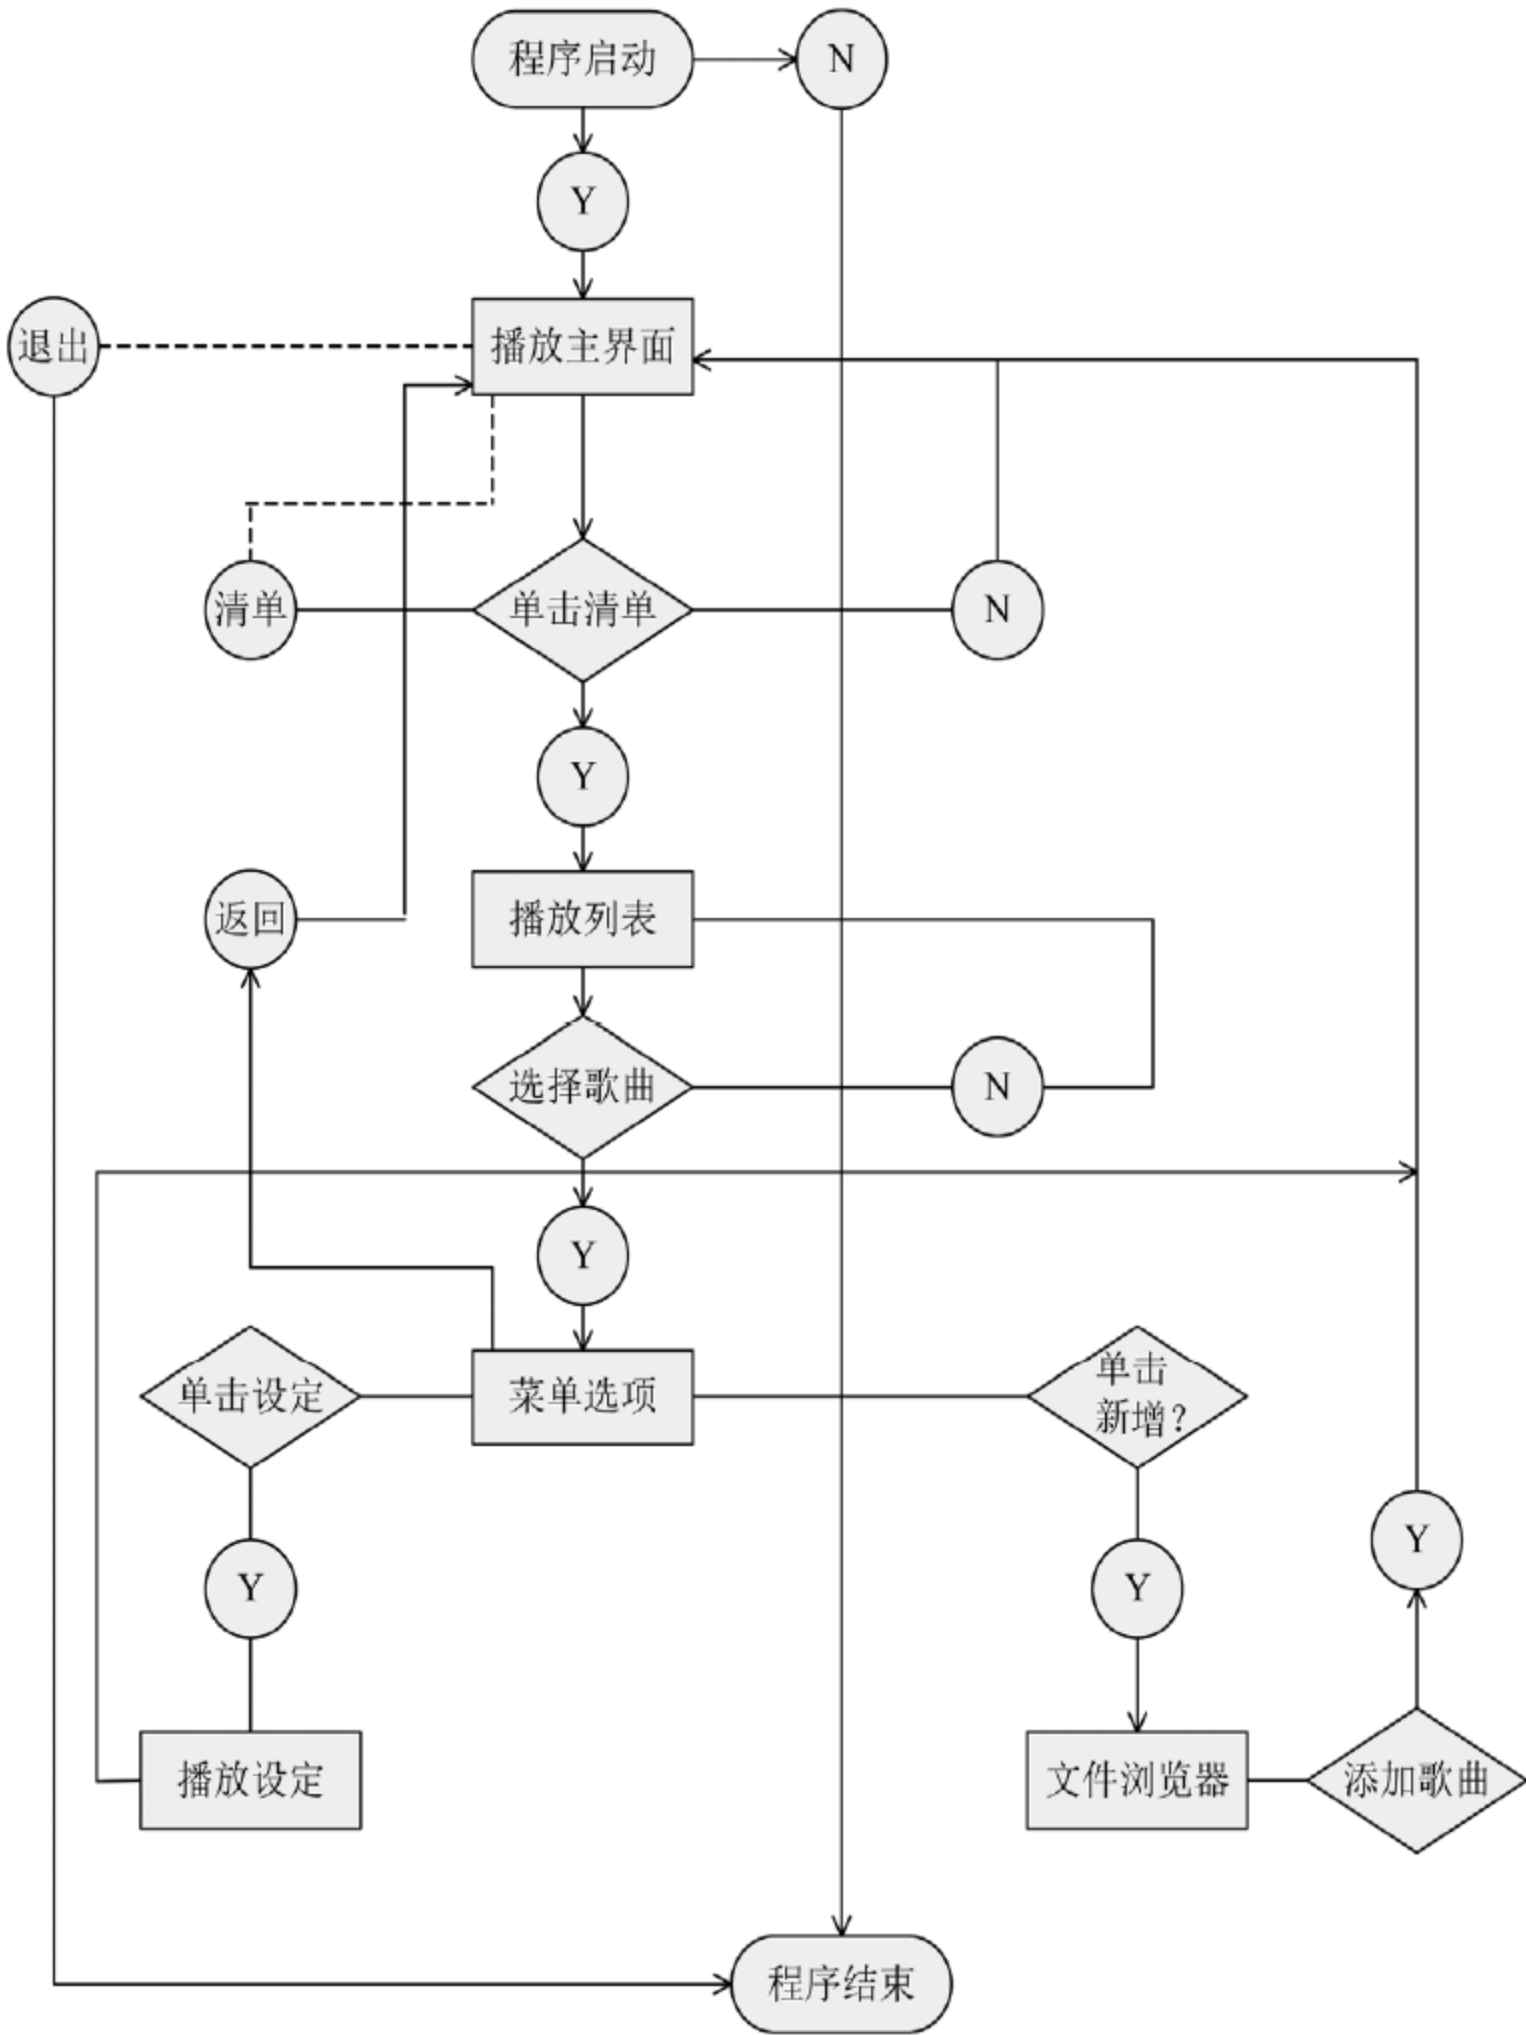 程序启动
N
Y
退出
播放主界面
清单
单击清单
N
Y
返回
播放列表
选择歌曲
N
Y
单击设定
菜单选项
单击
新增?
Y
Y
Y
播放设定
文件浏览器
添加歌曲
程序结束